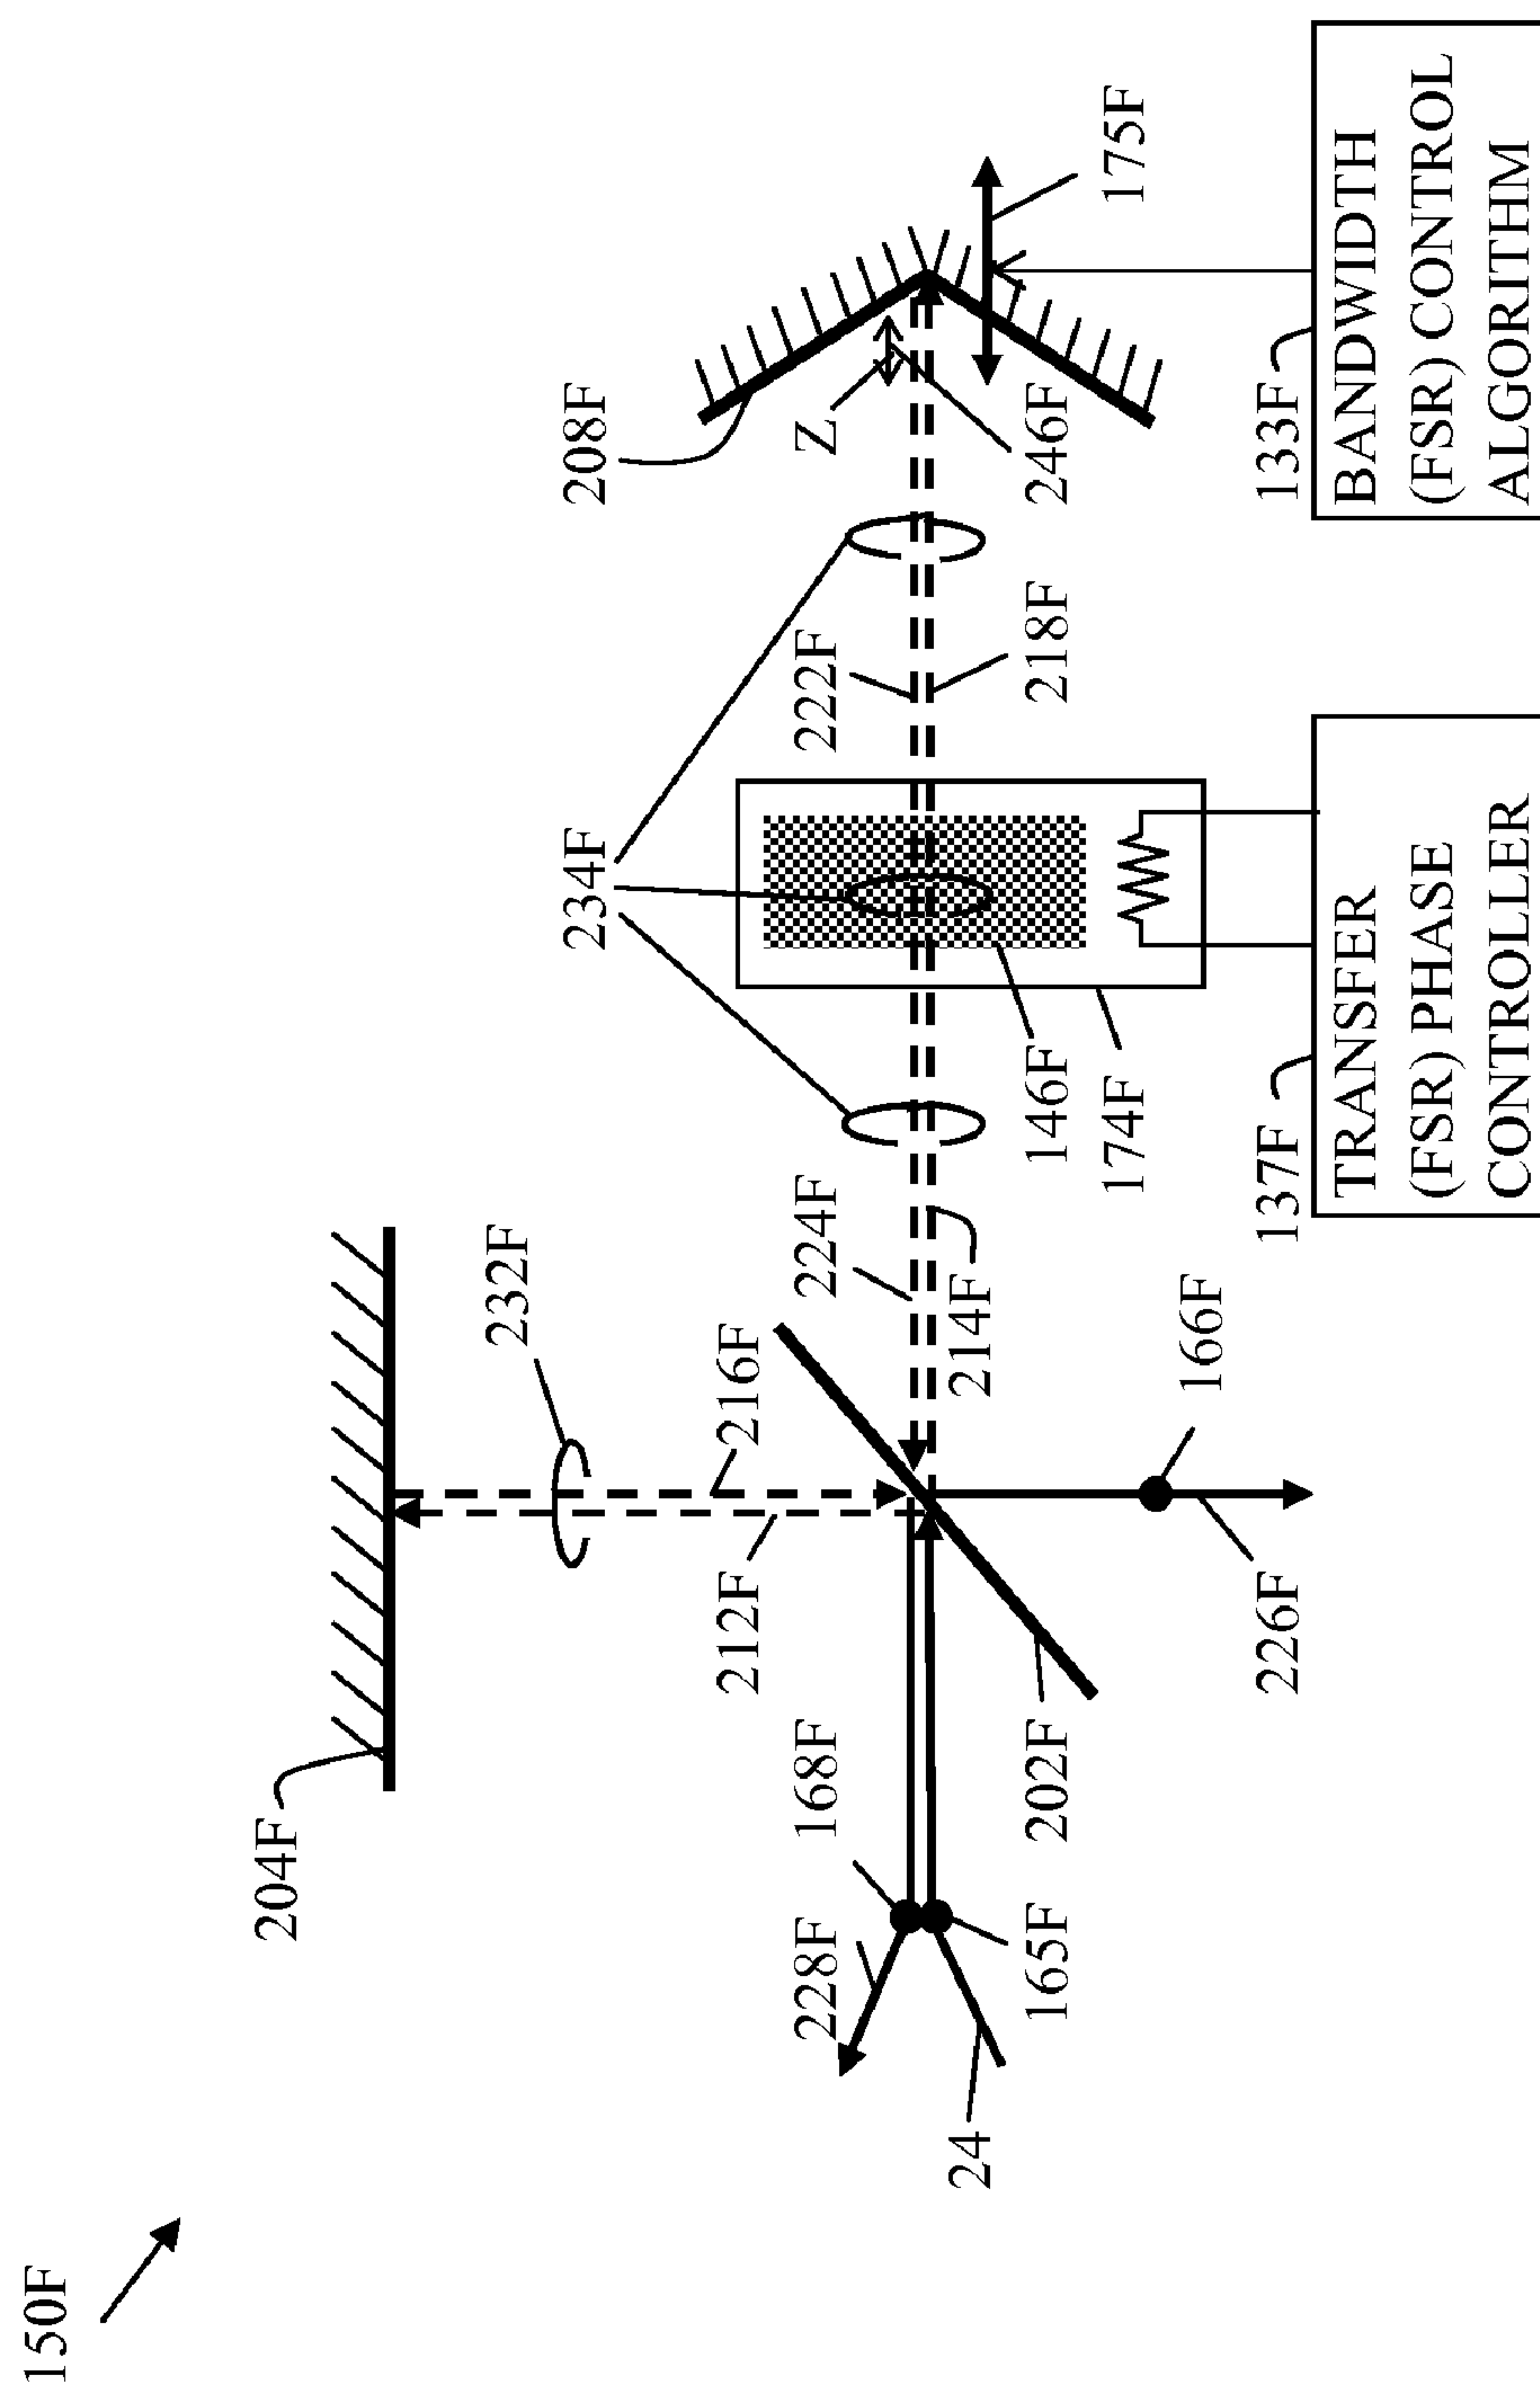 150F
204F
232F
234F
208F
212F
216F
228F
168F
224F
222F
Z
24
214F
165F
202F
146F
218F
246F
174F
175F
166F
226F
137F
133F
TRANSFER
(FSR) PHASE
CONTROLLER
BANDWIDTH
(FSR) CONTROL
ALGORITHM